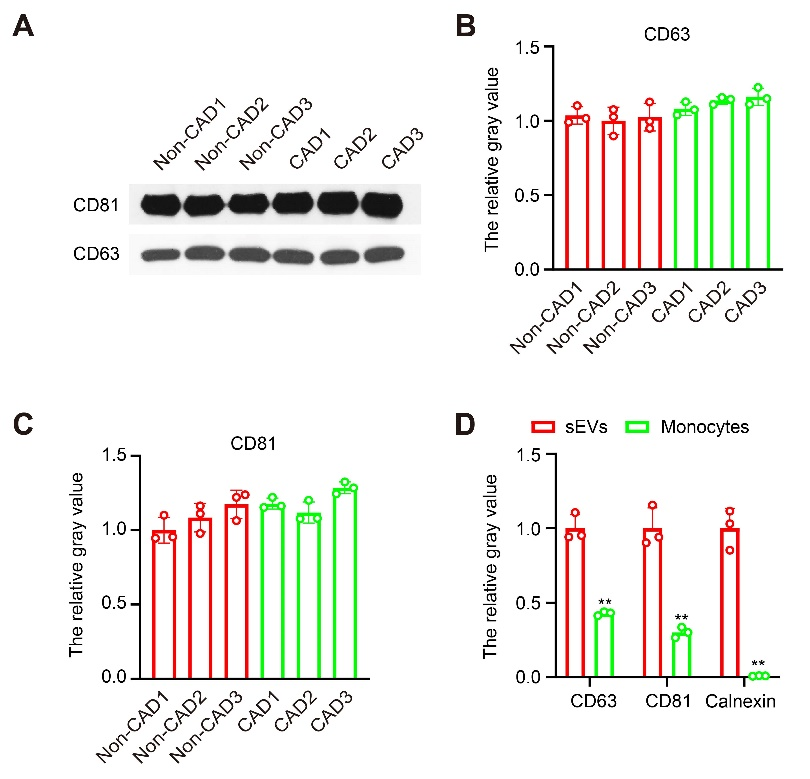 A
Non-CAD1
Non-CAD2
Non-CAD3
CAD1
CAD2
CAD3
CD81
CD63
B
CD63
The relative gray value
1.5
1.0
0.5
0.0
Non-CAD1
Non-CAD2
Non-CAD3
CAD1
CAD2
CAD3
C
CD81
The relative gray value
1.5
1.0
0.5
0.0
Non-CAD1
Non-CAD2
Non-CAD3
CAD1
CAD2
CAD3
D
sEVs Monocytes
The relative gray value
1.5
1.0
0.5
0.0
**
**
**
CD63 CD81 Calnexin